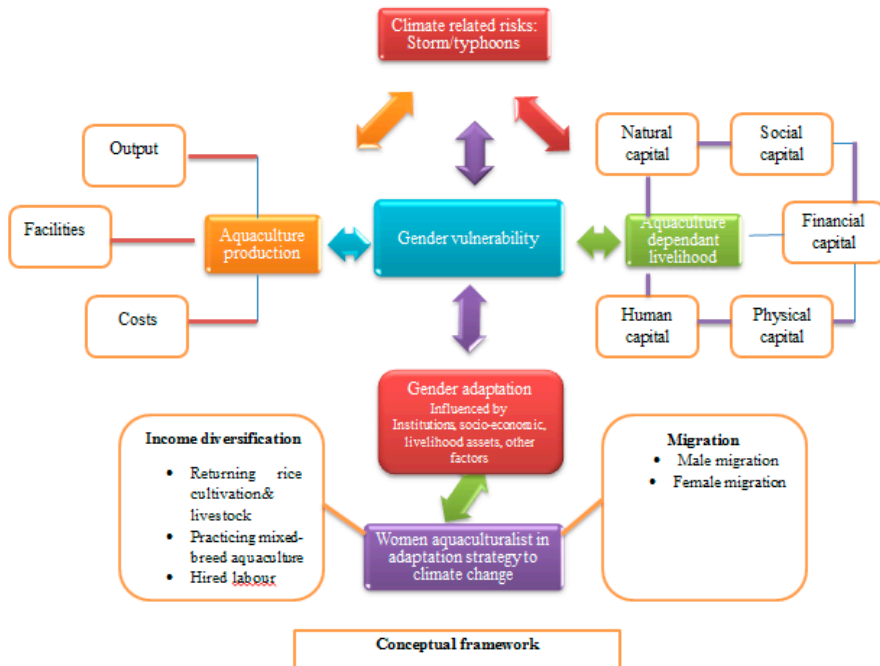 Climate related risks:
Storm/typhoons
Output
Facilities
Costs
Aquaculture
production
Gender vulnerability
Aquaculture
dependant
livelihood
Natural
capital
Social
capital
Financial
capital
Human
capital
Physical
capital
Gender adaptation
Influenced by
Institutions, socio-economic,
livelihood assets, other
factors
Income diversification
• Returning rice
cultivation&
livestock
• Practicing mixed-
breed aquaculture
• Hired labour
Migration
• Male migration
• Female migration
Women aquaculturalist in
adaptation strategy to
climate change
Conceptual framework